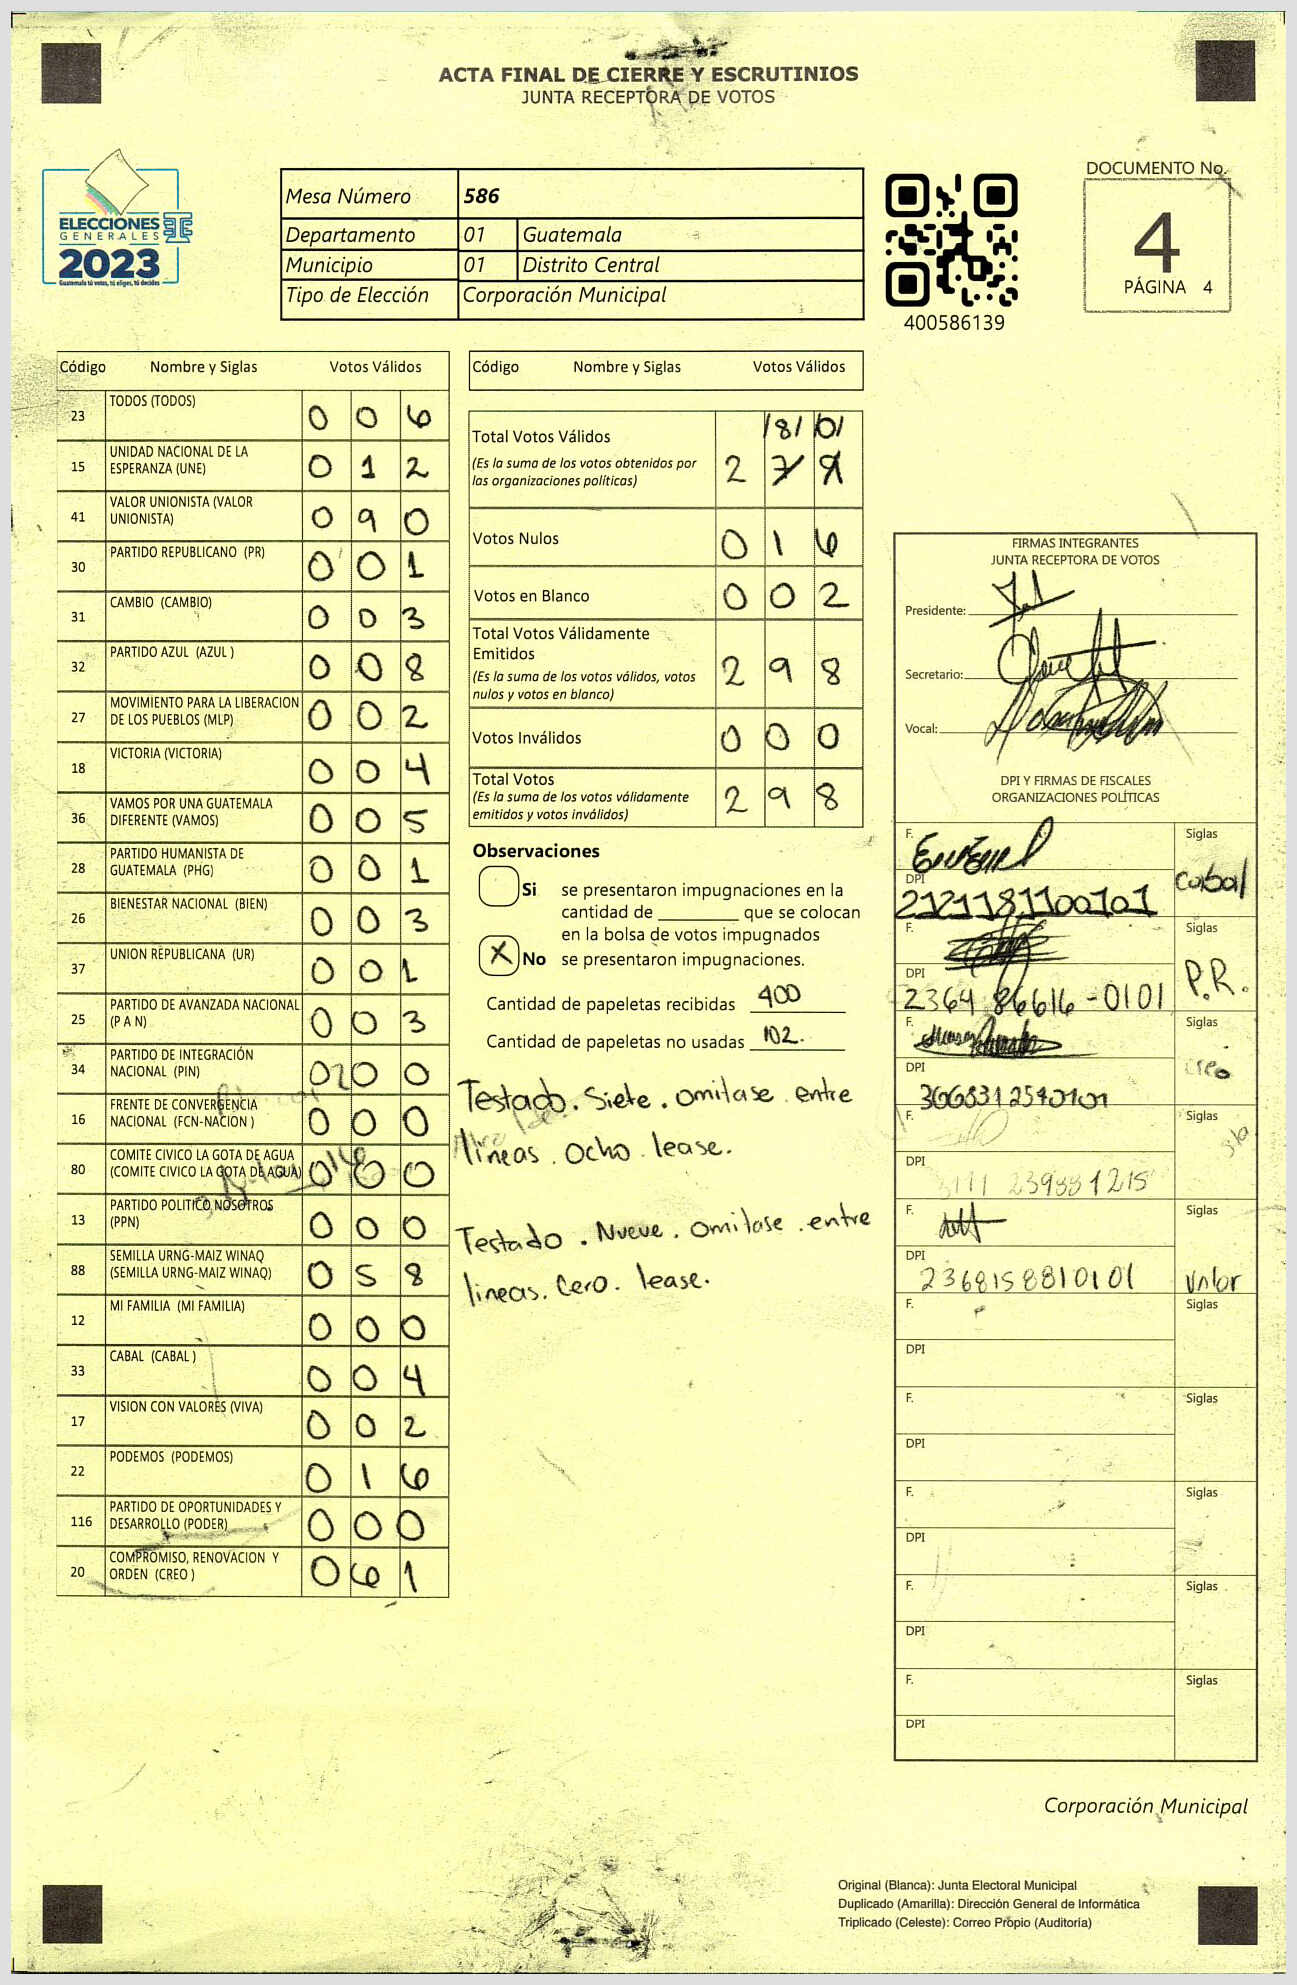 ACTA FINAL DE CIERRE Y ESCRUTINIOS
JUNTA RECEPTORA DE VOTOS
ELECCIONES
GENERALES
2023
Guatemala tú votas, tú eliges, tú decides
Mesa Número 586
Departamento 01 Guatemala
Municipio 01 Distrito Central
Tipo de Elección Corporación Municipal
400586139
DOCUMENTO No.
4
PÁGINA 4
Código Nombre y Siglas Votos Válidos
23 TODOS (TODOS) 0 0 6
15 UNIDAD NACIONAL DE LA
ESPERANZA (UNE) 0 1 2
41 VALOR UNIONISTA (VALOR
UNIONISTA) 0 9 0
30 PARTIDO REPUBLICANO (PR) 0 0 1
31 CAMBIO (CAMBIO) 0 0 3
32 PARTIDO AZUL (AZUL ) 0 0 8
27 MOVIMIENTO PARA LA LIBERACION
DE LOS PUEBLOS (MLP) 0 0 2
18 VICTORIA (VICTORIA) 0 0 4
36 VAMOS POR UNA GUATEMALA
DIFERENTE (VAMOS) 0 0 5
28 PARTIDO HUMANISTA DE
GUATEMALA (PHG) 0 0 1
26 BIENESTAR NACIONAL (BIEN) 0 0 3
37 UNION REPUBLICANA (UR) 0 0 1
25 PARTIDO DE AVANZADA NACIONAL
(P A N) 0 0 3
34 PARTIDO DE INTEGRACIÓN
NACIONAL (PIN) 0 0 0
16 FRENTE DE CONVERGENCIA
NACIONAL (FCN-NACION ) 0 0 0
80 COMITE CIVICO LA GOTA DE AGUA
(COMITE CIVICO LA GOTA DE AGUA) 0 0 0
13 PARTIDO POLITICO NOSOTROS
(PPN) 0 0 0
88 SEMILLA URNG-MAIZ WINAQ
(SEMILLA URNG-MAIZ WINAQ) 0 5 8
12 MI FAMILIA (MI FAMILIA) 0 0 0
33 CABAL (CABAL ) 0 0 4
17 VISION CON VALORES (VIVA) 0 0 2
22 PODEMOS (PODEMOS) 0 1 6
116 PARTIDO DE OPORTUNIDADES Y
DESARROLLO (PODER) 0 0 0
20 COMPROMISO, RENOVACION Y
ORDEN (CREO ) 0 6 1
Código Nombre y Siglas Votos Válidos
/8/ /0/
Total Votos Válidos
(Es la suma de los votos obtenidos por
las organizaciones políticas) 2 7 9
Votos Nulos 0 1 6
Votos en Blanco 0 0 2
Total Votos Válidamente
Emitidos
(Es la suma de los votos válidos, votos
nulos y votos en blanco) 2 9 8
Votos Inválidos 0 0 0
Total Votos
(Es la suma de los votos válidamente
emitidos y votos inválidos) 2 9 8
Observaciones
Si se presentaron impugnaciones en la
cantidad de ________ que se colocan
en la bolsa de votos impugnados
X No se presentaron impugnaciones.
Cantidad de papeletas recibidas 400
Cantidad de papeletas no usadas 102.
Testado. Siete. omitase entre
líneas. Ocho. lease.
Testado. Nueve. omitase. entre
lineas. Cero. lease.
FIRMAS INTEGRANTES
JUNTA RECEPTORA DE VOTOS
Presidente:
Secretario:
Vocal:
DPI Y FIRMAS DE FISCALES
ORGANIZACIONES POLÍTICAS
F. Siglas
cabal
DPI
2121181100101
F. Siglas
P.R.
DPI
2364 86616-0101
F. Siglas
creo
DPI
3668312540101
F. Siglas
DPI
F. Siglas
DPI
2368158810101 valor
F. Siglas
DPI
F. Siglas
DPI
F. Siglas
DPI
F. Siglas
DPI
F. Siglas
DPI
Corporación Municipal
Original (Blanca): Junta Electoral Municipal
Duplicado (Amarilla): Dirección General de Informática
Triplicado (Celeste): Correo Propio (Auditoría)